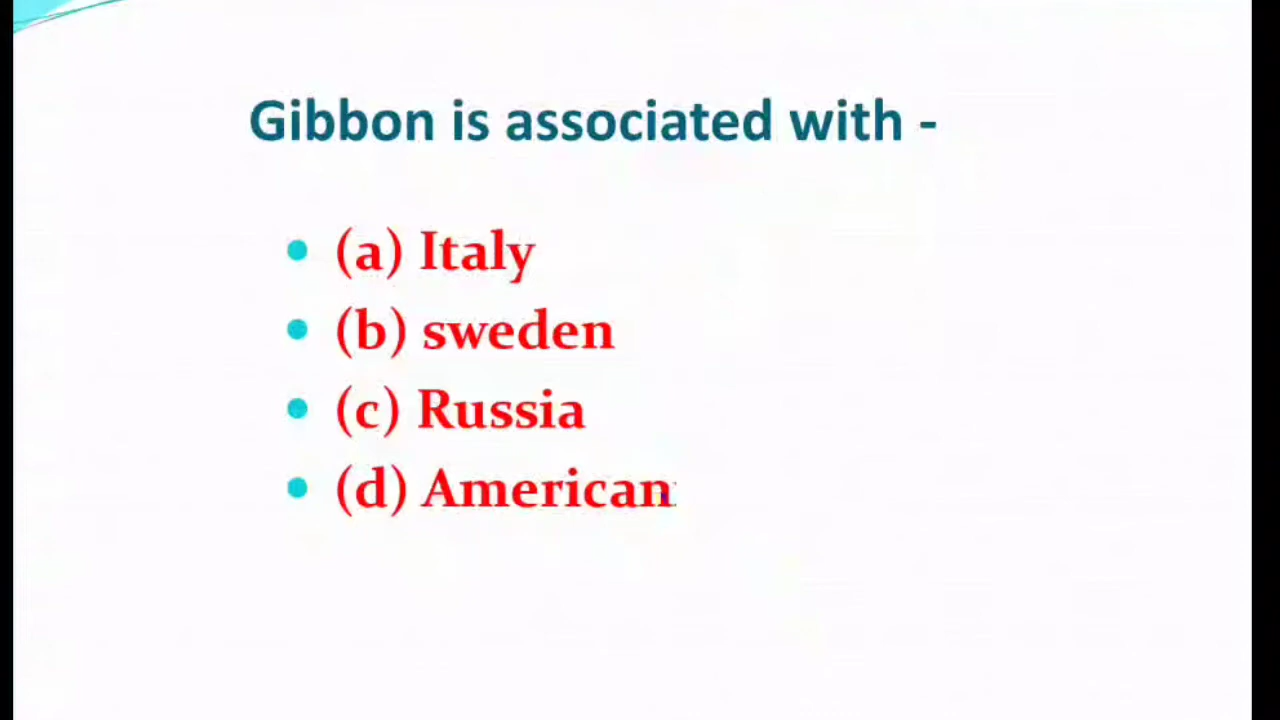 Gibbon is associated with -
• (a) Italy
• (b) sweden
• (c) Russia
• (d) American